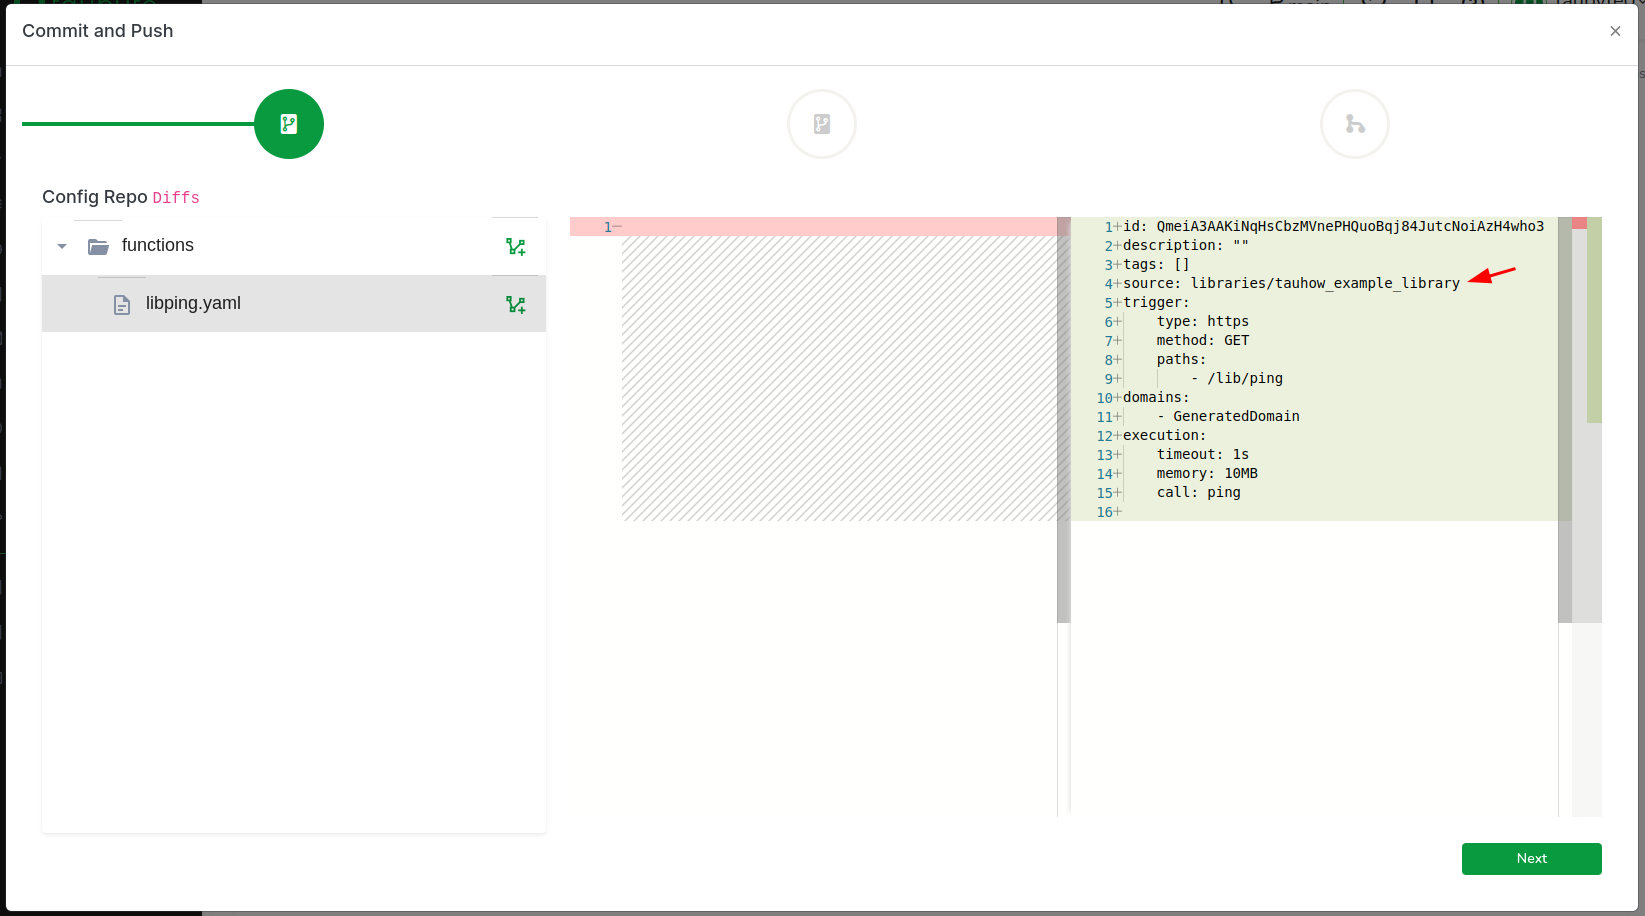 Commit and Push
Config Repo Diffs
functions
libping.yaml
1-
1+id: QmeiA3AAKiNqHsCbzMVnePHQuoBqj84JutcNoiAzH4who3
2+description: ""
3+tags: []
4+source: libraries/tauhow_example_library
5+trigger:
6+    type: https
7+    method: GET
8+    paths:
9+        - /lib/ping
10+domains:
11+    - GeneratedDomain
12+execution:
13+    timeout: 1s
14+    memory: 10MB
15+    call: ping
16+
Next